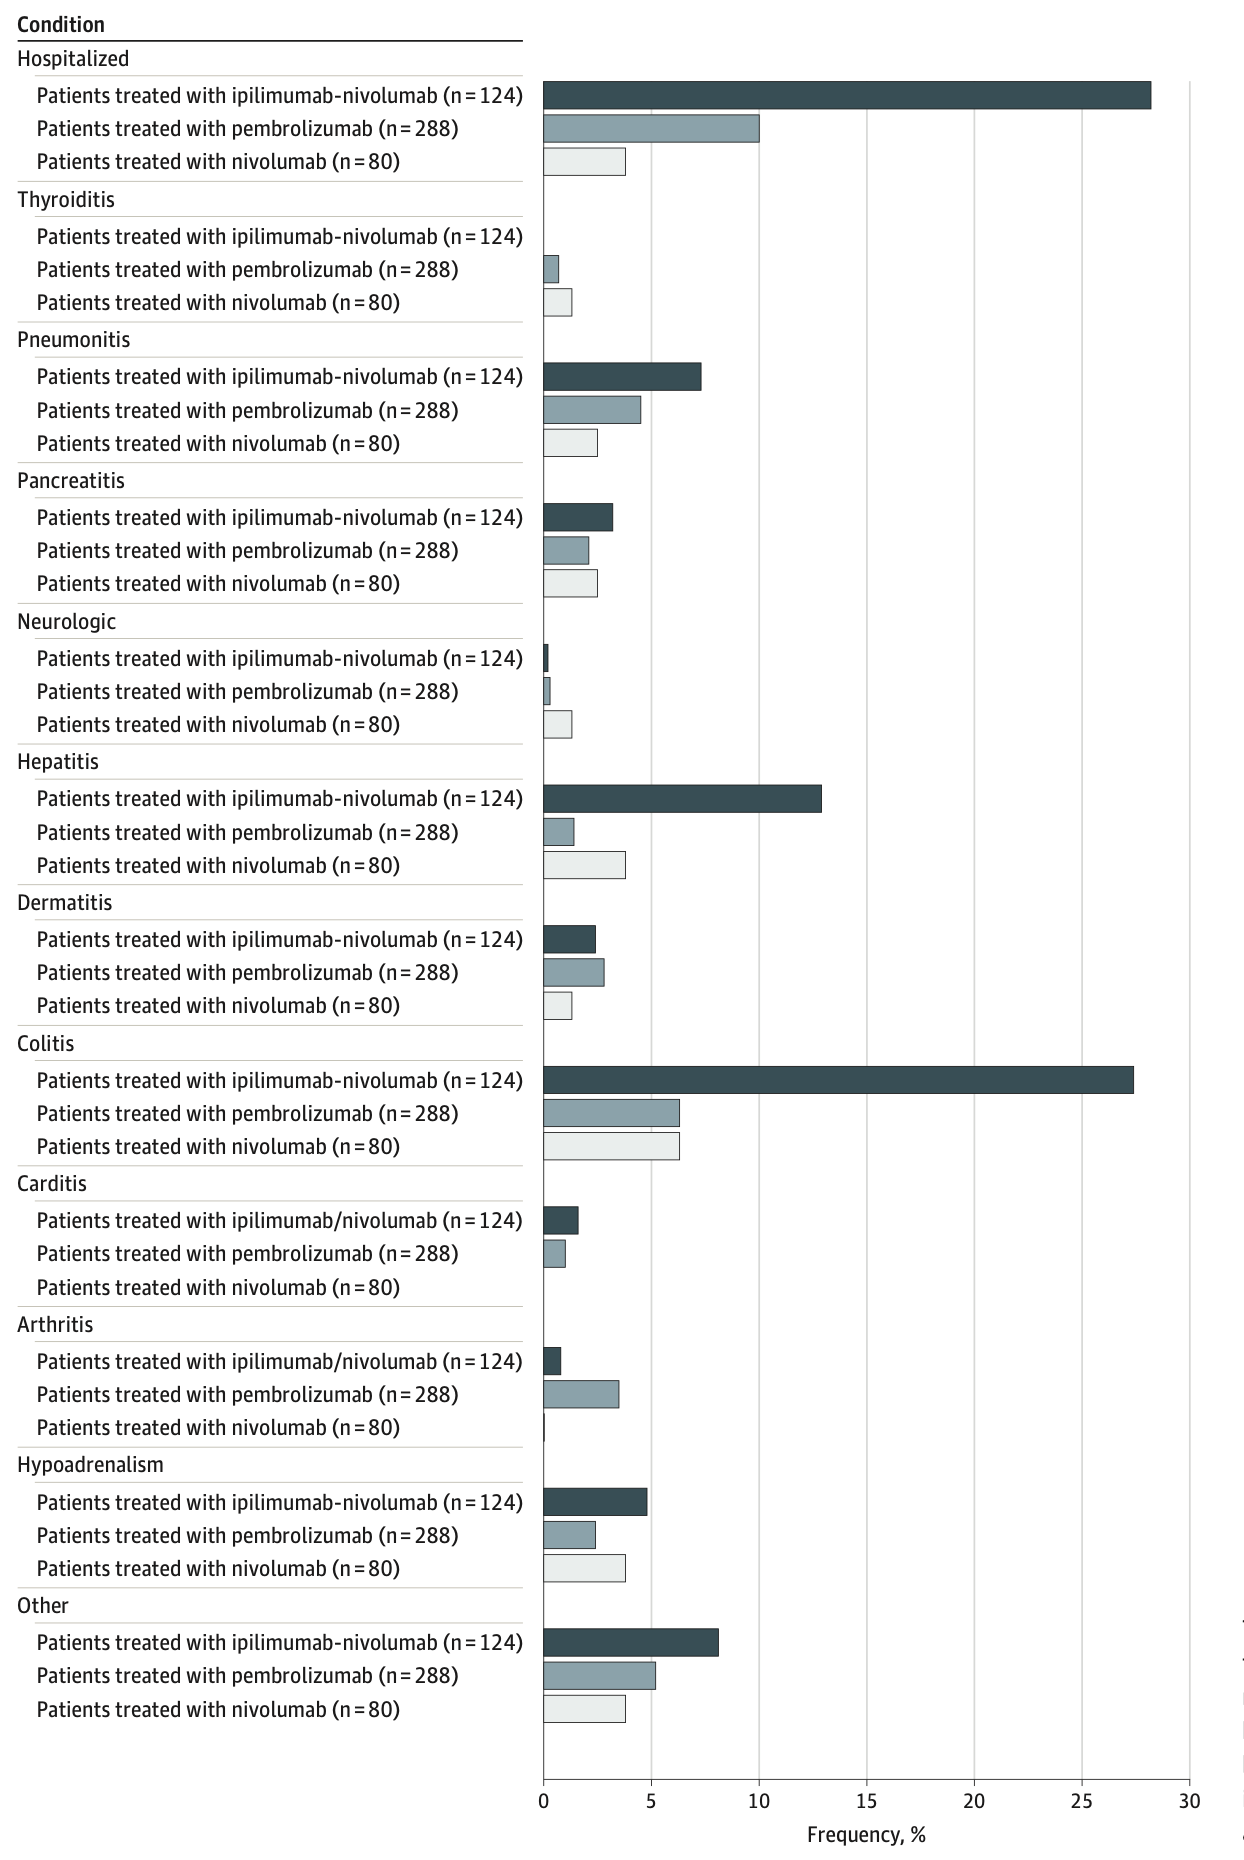 Condition
Hospitalized
Patients treated with ipilimumab-nivolumab (n=124)
Patients treated with pembrolizumab (n=288)
Patients treated with nivolumab (n=80)
Thyroiditis
Patients treated with ipilimumab-nivolumab (n=124)
Patients treated with pembrolizumab (n=288)
Patients treated with nivolumab (n=80)
Pneumonitis
Patients treated with ipilimumab-nivolumab (n=124)
Patients treated with pembrolizumab (n=288)
Patients treated with nivolumab (n=80)
Pancreatitis
Patients treated with ipilimumab-nivolumab (n=124)
Patients treated with pembrolizumab (n=288)
Patients treated with nivolumab (n=80)
Neurologic
Patients treated with ipilimumab-nivolumab (n=124)
Patients treated with pembrolizumab (n=288)
Patients treated with nivolumab (n=80)
Hepatitis
Patients treated with ipilimumab-nivolumab (n=124)
Patients treated with pembrolizumab (n=288)
Patients treated with nivolumab (n=80)
Dermatitis
Patients treated with ipilimumab-nivolumab (n=124)
Patients treated with pembrolizumab (n=288)
Patients treated with nivolumab (n=80)
Colitis
Patients treated with ipilimumab-nivolumab (n=124)
Patients treated with pembrolizumab (n=288)
Patients treated with nivolumab (n=80)
Carditis
Patients treated with ipilimumab/nivolumab (n=124)
Patients treated with pembrolizumab (n=288)
Patients treated with nivolumab (n=80)
Arthritis
Patients treated with ipilimumab/nivolumab (n=124)
Patients treated with pembrolizumab (n=288)
Patients treated with nivolumab (n=80)
Hypoadrenalism
Patients treated with ipilimumab-nivolumab (n=124)
Patients treated with pembrolizumab (n=288)
Patients treated with nivolumab (n=80)
Other
Patients treated with ipilimumab-nivolumab (n=124)
Patients treated with pembrolizumab (n=288)
Patients treated with nivolumab (n=80)
0 5 10 15 20 25 30
Frequency, %